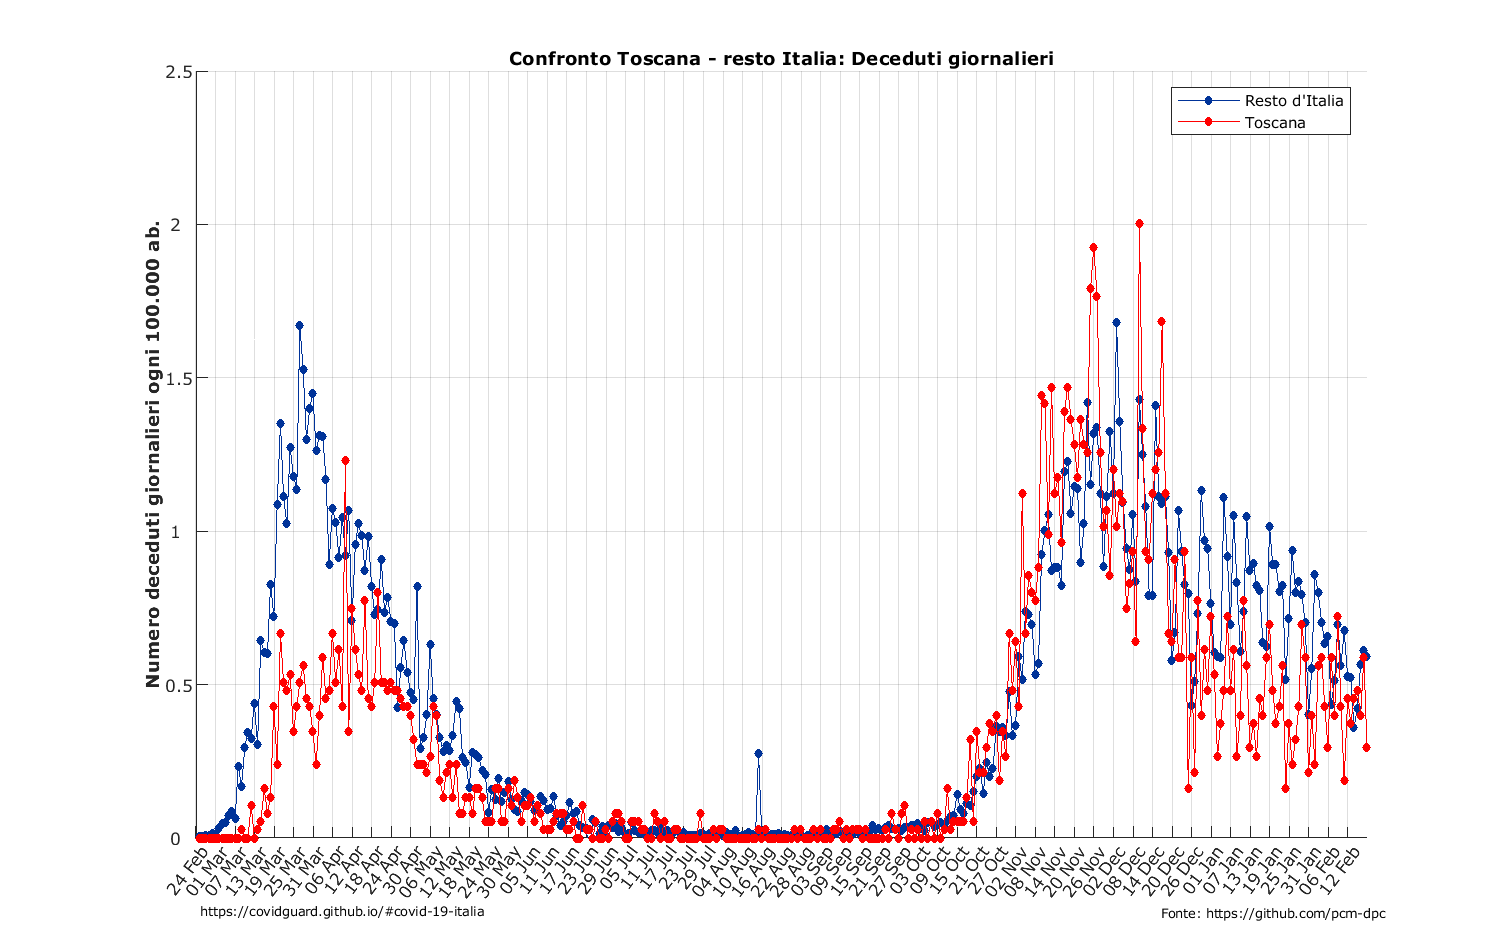 Confronto Toscana - resto Italia: Deceduti giornalieri
Resto d'Italia
Toscana
Numero deceduti giornalieri ogni 100.000 ab.
2.5
2
1.5
1
0.5
0
24 Feb
01 Mar
07 Mar
13 Mar
19 Mar
25 Mar
31 Mar
06 Apr
12 Apr
18 Apr
24 Apr
30 Apr
06 May
12 May
18 May
24 May
30 May
05 Jun
11 Jun
17 Jun
23 Jun
29 Jun
05 Jul
11 Jul
17 Jul
23 Jul
29 Jul
04 Aug
10 Aug
16 Aug
22 Aug
28 Aug
03 Sep
09 Sep
15 Sep
21 Sep
27 Sep
03 Oct
09 Oct
15 Oct
21 Oct
27 Oct
02 Nov
08 Nov
14 Nov
20 Nov
26 Nov
02 Dec
08 Dec
14 Dec
20 Dec
26 Dec
01 Jan
07 Jan
13 Jan
19 Jan
25 Jan
31 Jan
06 Feb
12 Feb
https://covidguard.github.io/#covid-19-italia
Fonte: https://github.com/pcm-dpc